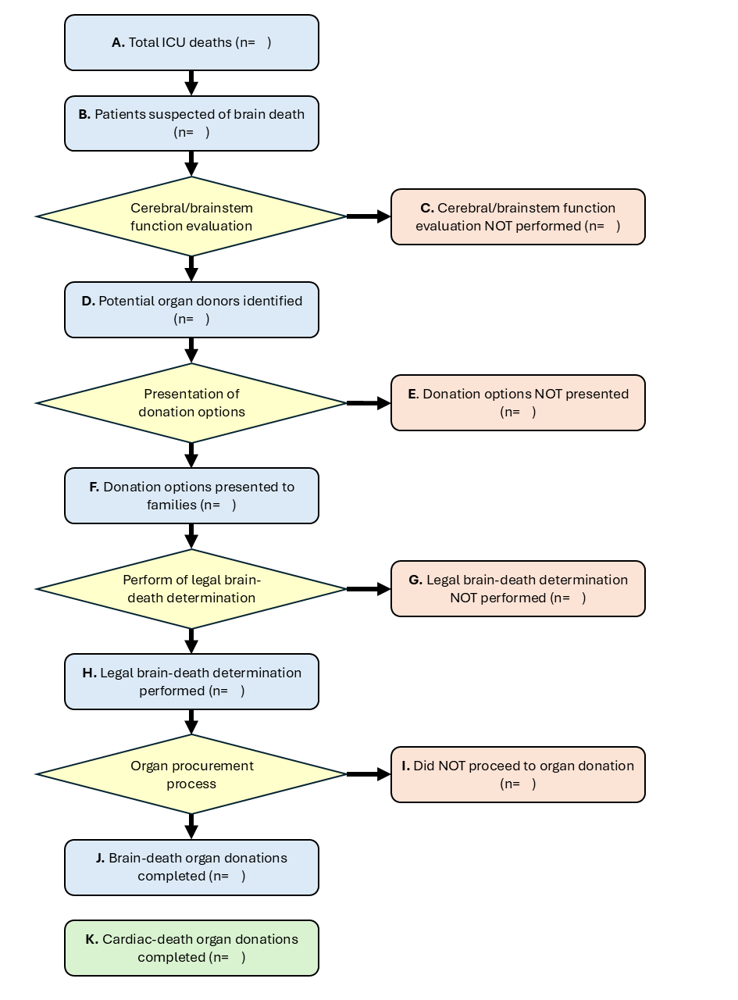 A. Total ICU deaths (n=   )
B. Patients suspected of brain death
(n=   )
Cerebral/brainstem
function evaluation
C. Cerebral/brainstem function
evaluation NOT performed (n=   )
D. Potential organ donors identified
(n=   )
Presentation of
donation options
E. Donation options NOT presented
(n=   )
F. Donation options presented to
families (n=   )
Perform of legal brain-
death determination
G. Legal brain-death determination
NOT performed (n=   )
H. Legal brain-death determination
performed (n=   )
Organ procurement
process
I. Did NOT proceed to organ donation
(n=   )
J. Brain-death organ donations
completed (n=   )
K. Cardiac-death organ donations
completed (n=   )